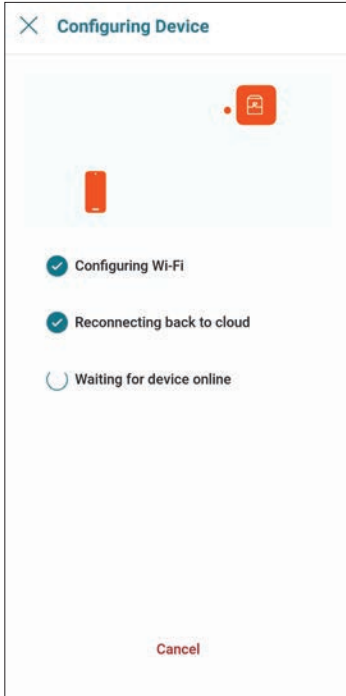 Configuring Device
Configuring Wi-Fi
Reconnecting back to cloud
Waiting for device online
Cancel